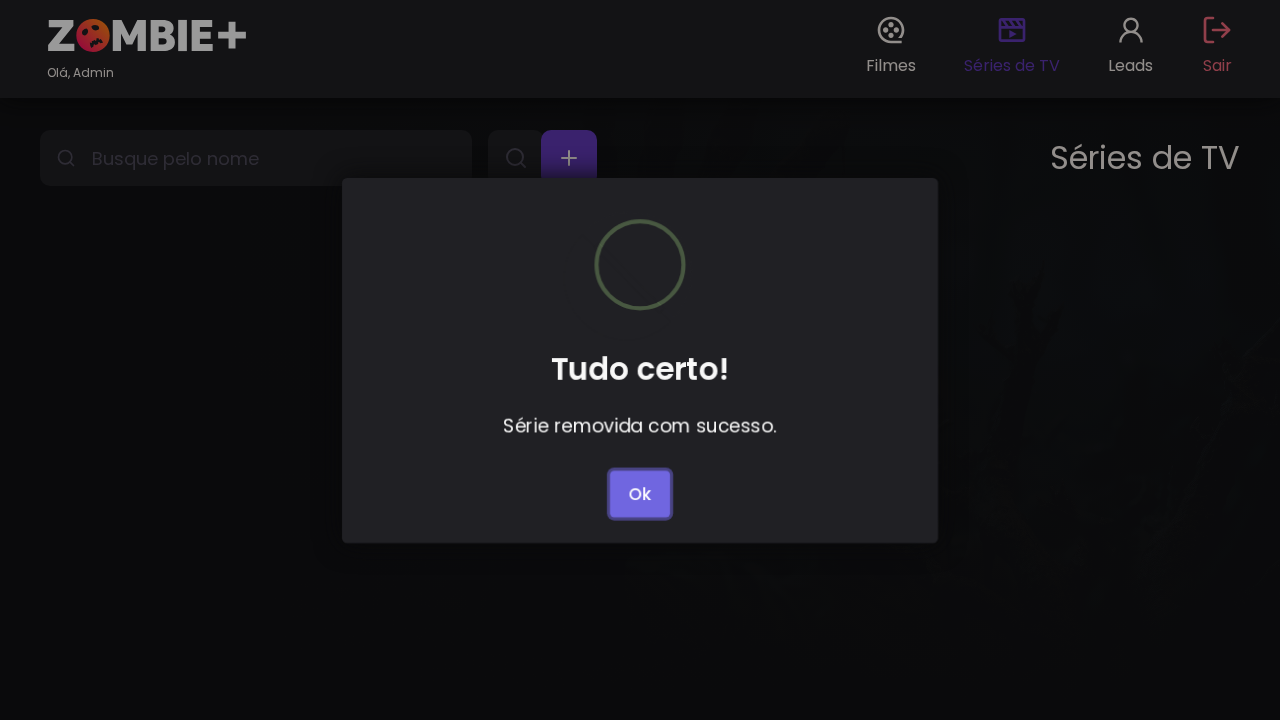 ZOMBIE+
Olá, Admin
Filmes
Séries de TV
Leads
Sair
Busque pelo nome
Séries de TV
Tudo certo!
Série removida com sucesso.
Ok